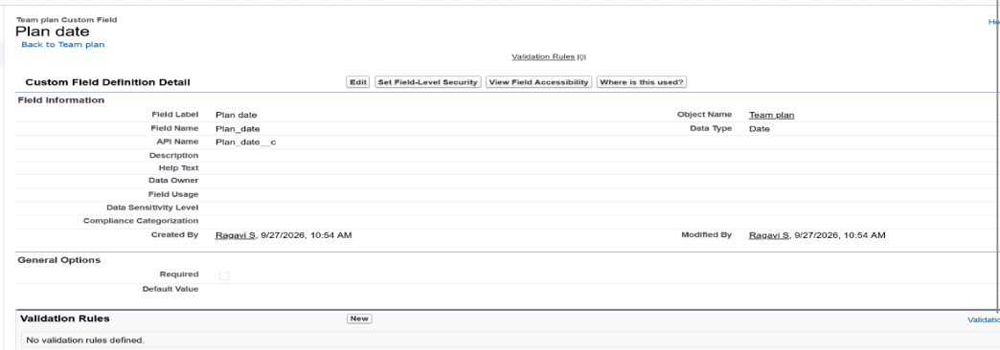 Team plan Custom Field
Plan date
Back to Team plan
Validation Rules [0]
Custom Field Definition Detail Edit Set Field-Level Security View Field Accessibility Where is this used?
Field Information
Field Label Plan date Object Name Team plan
Field Name Plan_date Data Type Date
API Name Plan_date__c
Description
Help Text
Data Owner
Field Usage
Data Sensitivity Level
Compliance Categorization
Created By Ragavi S, 9/27/2026, 10:54 AM Modified By Ragavi S, 9/27/2026, 10:54 AM
General Options
Required
Default Value
Validation Rules New
No validation rules defined.